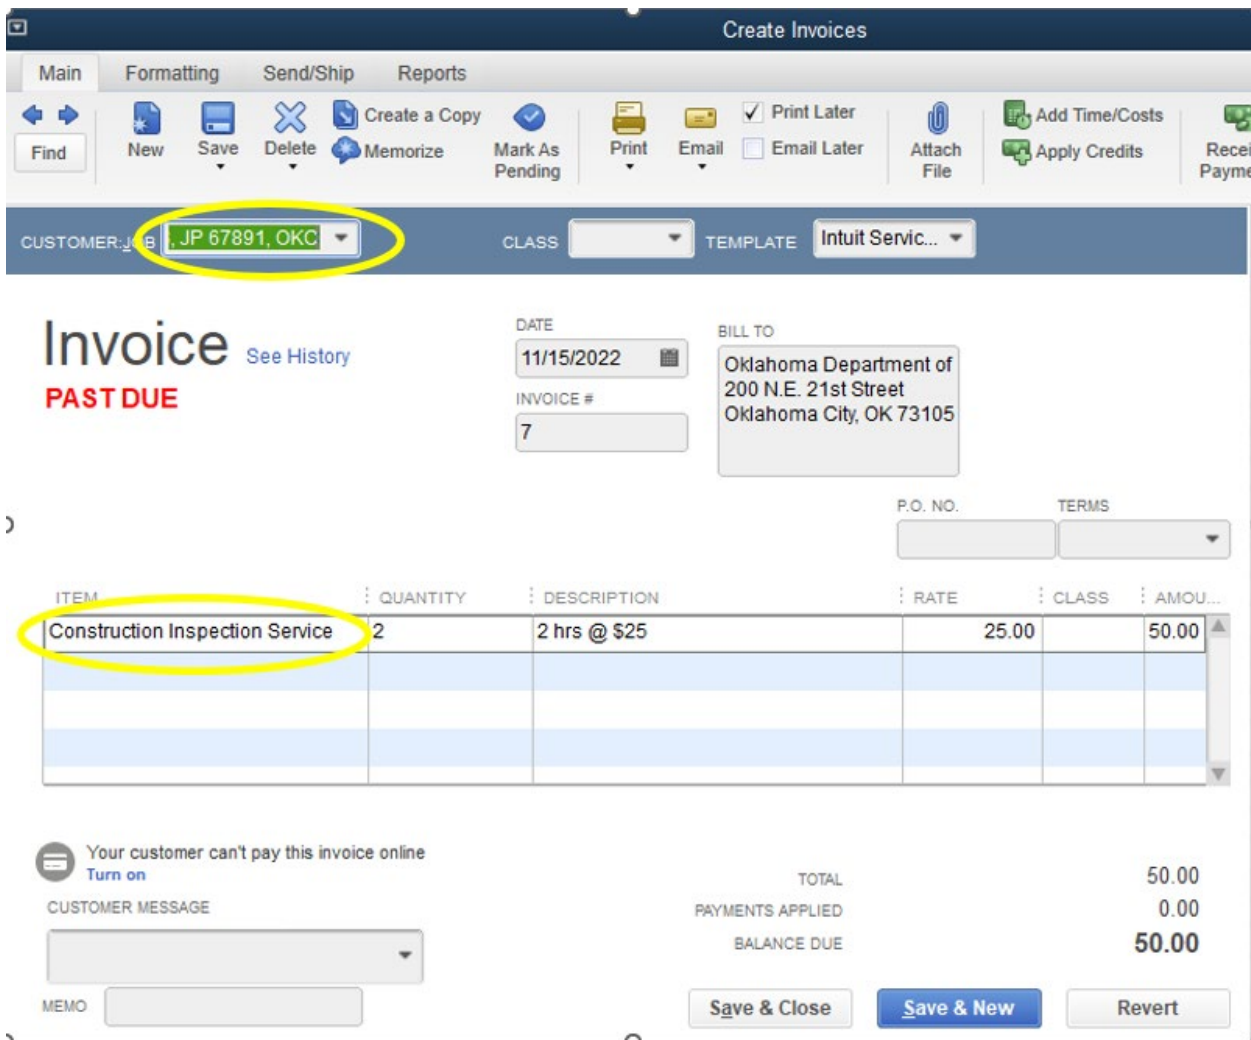 Create Invoices
Main Formatting Send/Ship Reports
Find New Save Delete Create a Copy Memorize Mark As Pending Print Email Print Later Email Later Attach File Add Time/Costs Apply Credits
CUSTOMER:JOB , JP 67891, OKC CLASS TEMPLATE Intuit Servic...
Invoice See History
PAST DUE
DATE
11/15/2022
INVOICE #
7
BILL TO
Oklahoma Department of
200 N.E. 21st Street
Oklahoma City, OK 73105
P.O. NO. TERMS
ITEM QUANTITY DESCRIPTION RATE CLASS AMOU...
Construction Inspection Service 2 2 hrs @ $25 25.00 50.00
Your customer can't pay this invoice online
Turn on
CUSTOMER MESSAGE
MEMO
TOTAL 50.00
PAYMENTS APPLIED 0.00
BALANCE DUE 50.00
Save & Close Save & New Revert